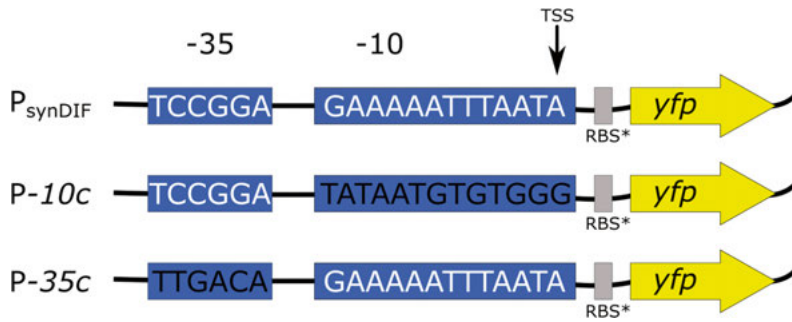 TSS
-35 -10
PsynDIF TCCGGA GAAAAATTTAATA yfp
RBS*
P-10c TCCGGA TATAATGTGTGGG yfp
RBS*
P-35c TTGACA GAAAAATTTAATA yfp
RBS*